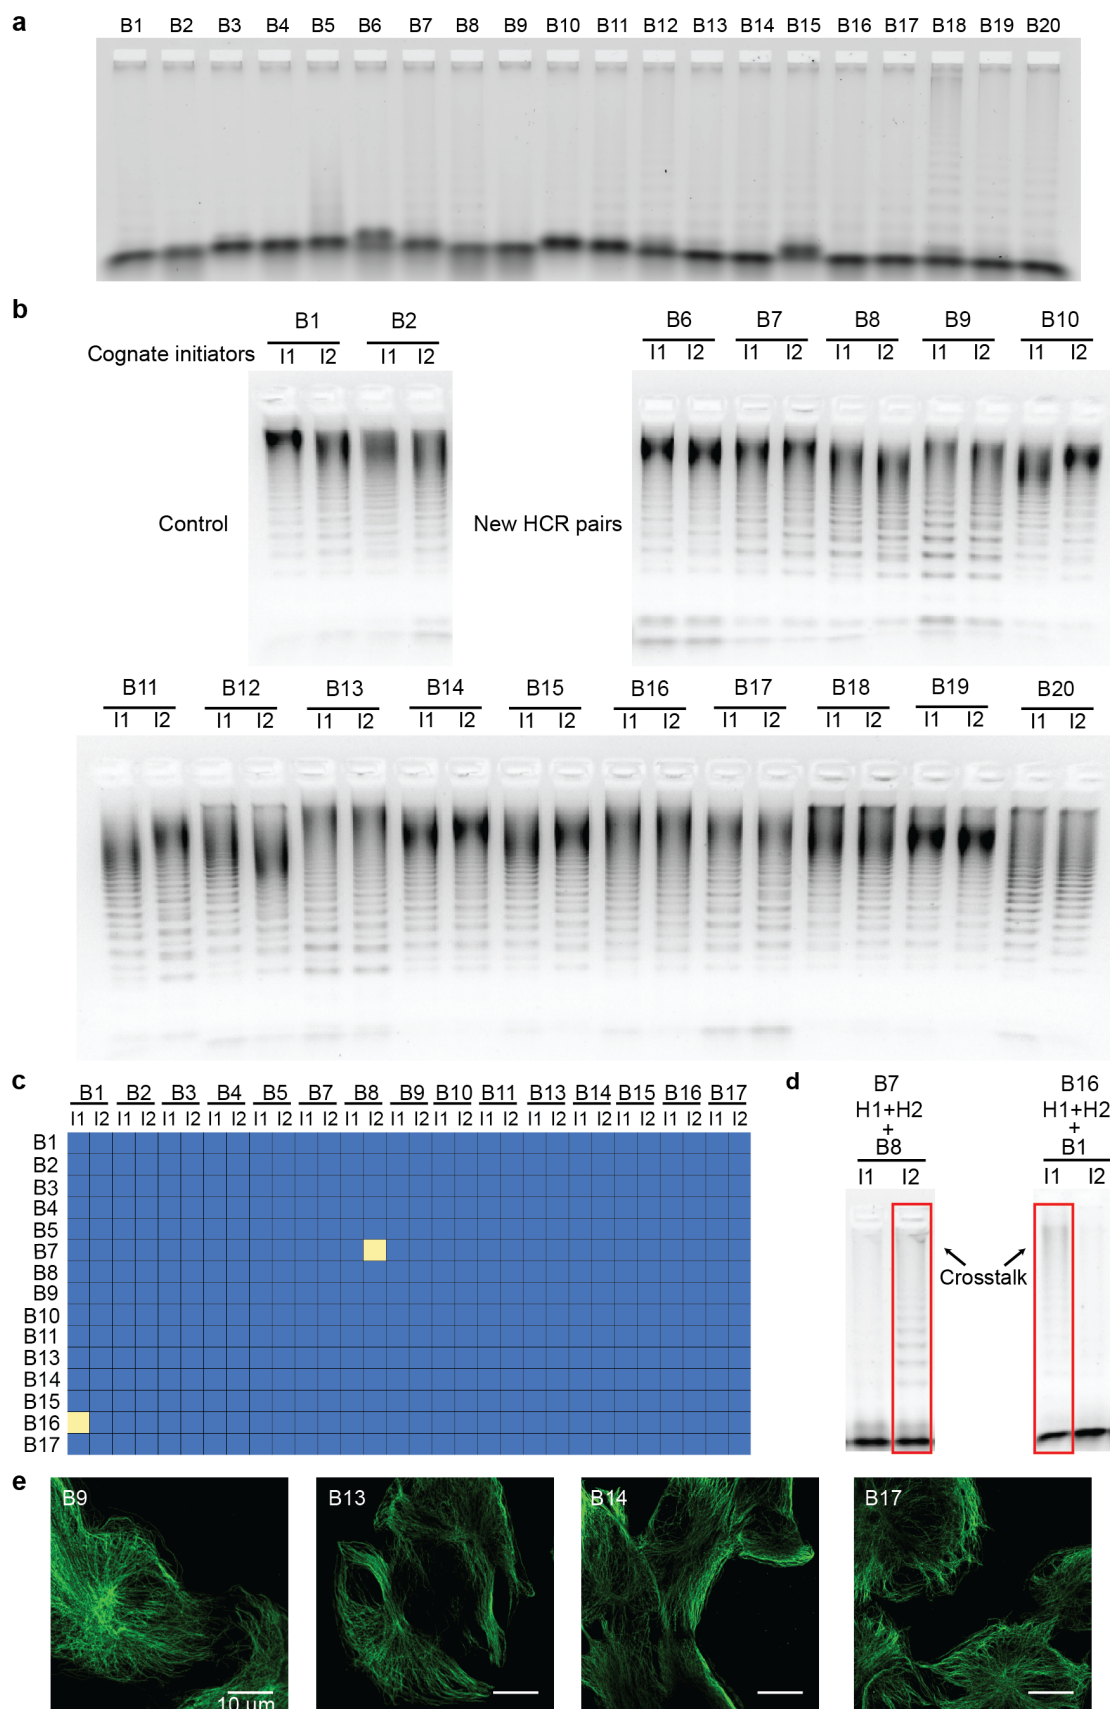 a
B1 B2 B3 B4 B5 B6 B7 B8 B9 B10 B11 B12 B13 B14 B15 B16 B17 B18 B19 B20
b
B1 B2
Cognate initiators I1 I2 I1 I2
B6 B7 B8 B9 B10
I1 I2 I1 I2 I1 I2 I1 I2 I1 I2
Control
New HCR pairs
B11 B12 B13 B14 B15 B16 B17 B18 B19 B20
I1 I2 I1 I2 I1 I2 I1 I2 I1 I2 I1 I2 I1 I2 I1 I2 I1 I2 I1 I2
c
B1 B2 B3 B4 B5 B7 B8 B9 B10 B11 B13 B14 B15 B16 B17
I1 I2 I1 I2 I1 I2 I1 I2 I1 I2 I1 I2 I1 I2 I1 I2 I1 I2 I1 I2 I1 I2 I1 I2 I1 I2 I1 I2 I1 I2
B1
B2
B3
B4
B5
B7
B8
B9
B10
B11
B13
B14
B15
B16
B17
d
B7
H1+H2
+
B8
I1 I2
B16
H1+H2
+
B1
I1 I2
Crosstalk
e
B9
10 um
B13
B14
B17